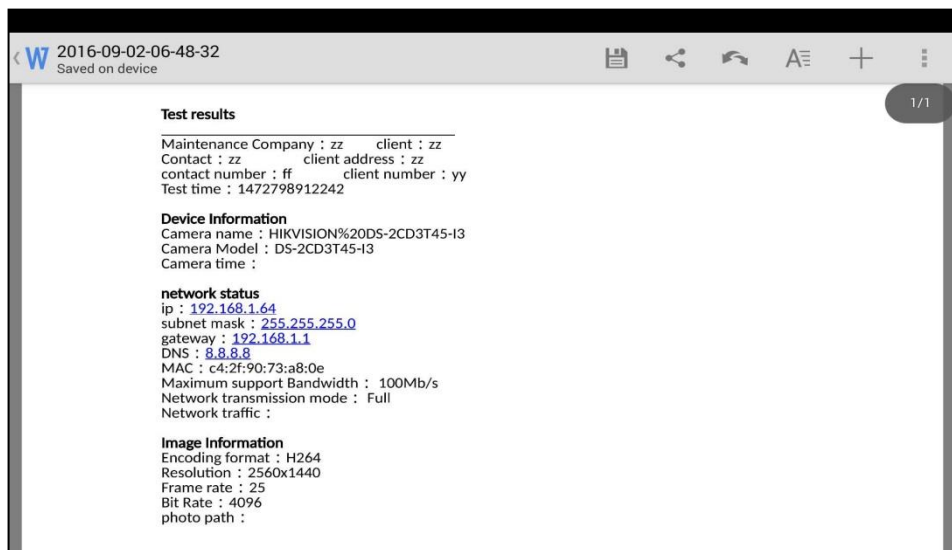 2016-09-02-06-48-32
Saved on device
1/1
Test results
Maintenance Company：zz client：zz
Contact：zz client address：zz
contact number：ff client number：yy
Test time：1472798912242
Device Information
Camera name：HIKVISION%20DS-2CD3T45-I3
Camera Model：DS-2CD3T45-I3
Camera time：
network status
ip：192.168.1.64
subnet mask：255.255.255.0
gateway：192.168.1.1
DNS：8.8.8.8
MAC：c4:2f:90:73:a8:0e
Maximum support Bandwidth： 100Mb/s
Network transmission mode： Full
Network traffic：
Image Information
Encoding format：H264
Resolution：2560x1440
Frame rate：25
Bit Rate：4096
photo path：